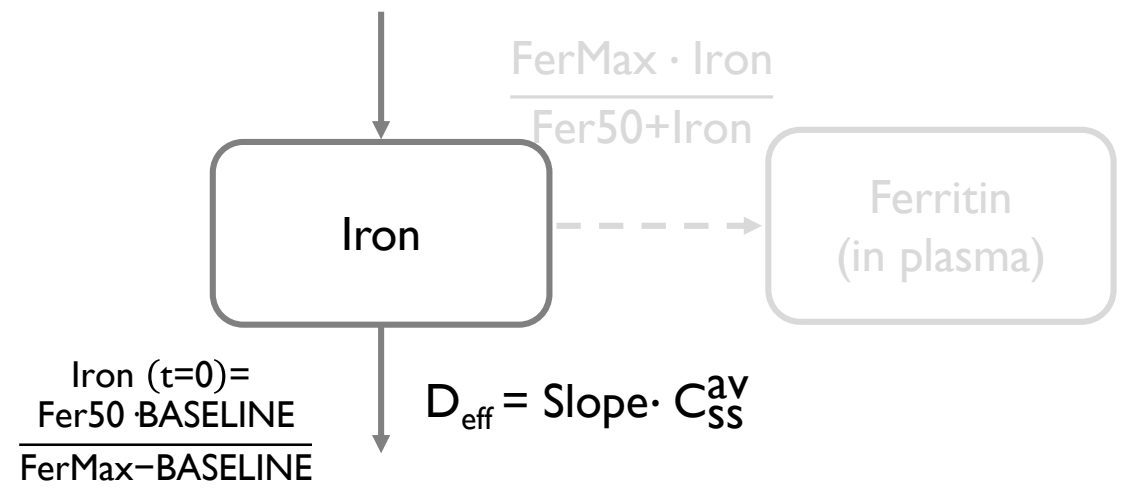 FerMax · Iron
Fer50+Iron
Iron
Ferritin
(in plasma)
Iron (t=0)=
Fer50 ·BASELINE
FerMax−BASELINE
D_eff = Slope· C_ss^av